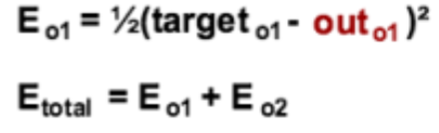 E o1 = ½(target o1 - out o1 )²
E total = E o1 + E o2